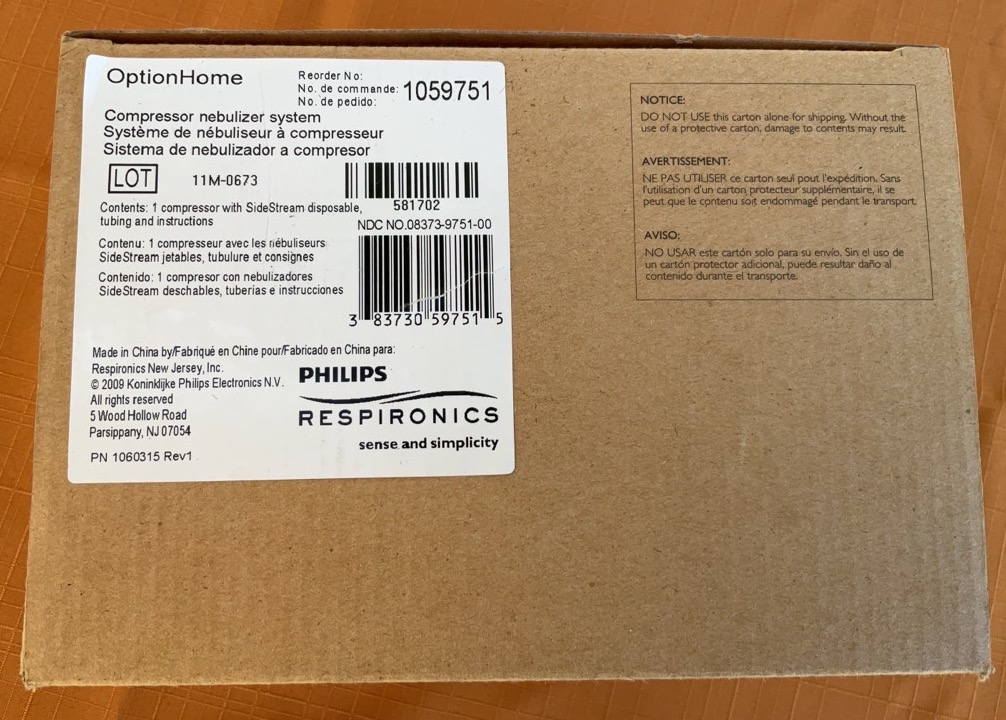 OptionHome
Reorder No:
No. de commande: 1059751
No. de pedido:
Compressor nebulizer system
Système de nébuliseur à compresseur
Sistema de nebulizador a compresor
LOT 11M-0673
581702
Contents: 1 compressor with SideStream disposable,
tubing and instructions
NDC NO.08373-9751-00
Contenu: 1 compresseur avec les nébuliseurs
SideStream jetables, tubulure et consignes
Contenido: 1 compresor con nebulizadores
SideStream deschables, tuberías e instrucciones
3 83730 59751 5
Made in China by/Fabriqué en Chine pour/Fabricado en China para:
Respironics New Jersey, Inc.
© 2009 Koninklijke Philips Electronics N.V.
All rights reserved
5 Wood Hollow Road
Parsippany, NJ 07054
PN 1060315 Rev1
PHILIPS
RESPIRONICS
sense and simplicity
NOTICE:
DO NOT USE this carton alone for shipping. Without the
use of a protective carton, damage to contents may result.
AVERTISSEMENT:
NE PAS UTILISER ce carton seul pout l'expédition. Sans
l'utilisation d'un carton protecteur supplémentaire, il se
peut que le contenu soit endommagé pendant le transport.
AVISO:
NO USAR este cartón solo para su envío. Sin el uso de
un cartón protector adicional, puede resultar daño al
contenido durante el transporte.